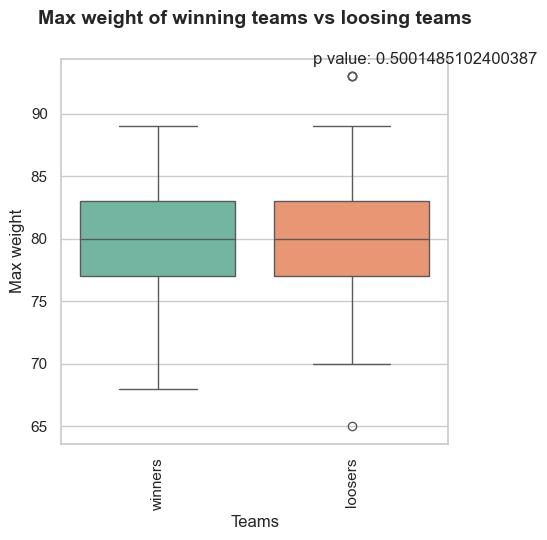 Max weight of winning teams vs loosing teams
p value: 0.5001485102400387
90
85
80
75
70
65
Max weight
winners
loosers
Teams